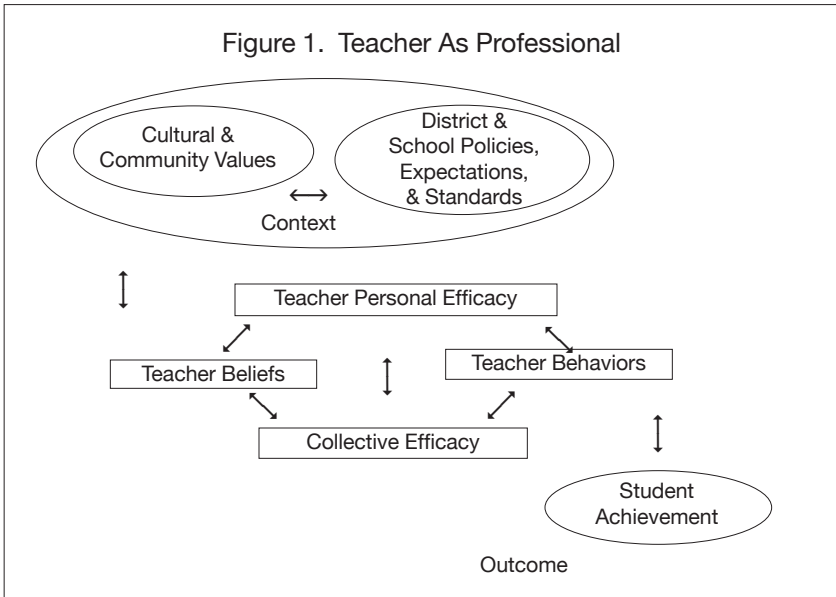 Figure 1. Teacher As Professional
Cultural &
Community Values
District &
School Policies,
Expectations,
& Standards
Context
Teacher Personal Efficacy
Teacher Beliefs
Teacher Behaviors
Collective Efficacy
Student
Achievement
Outcome